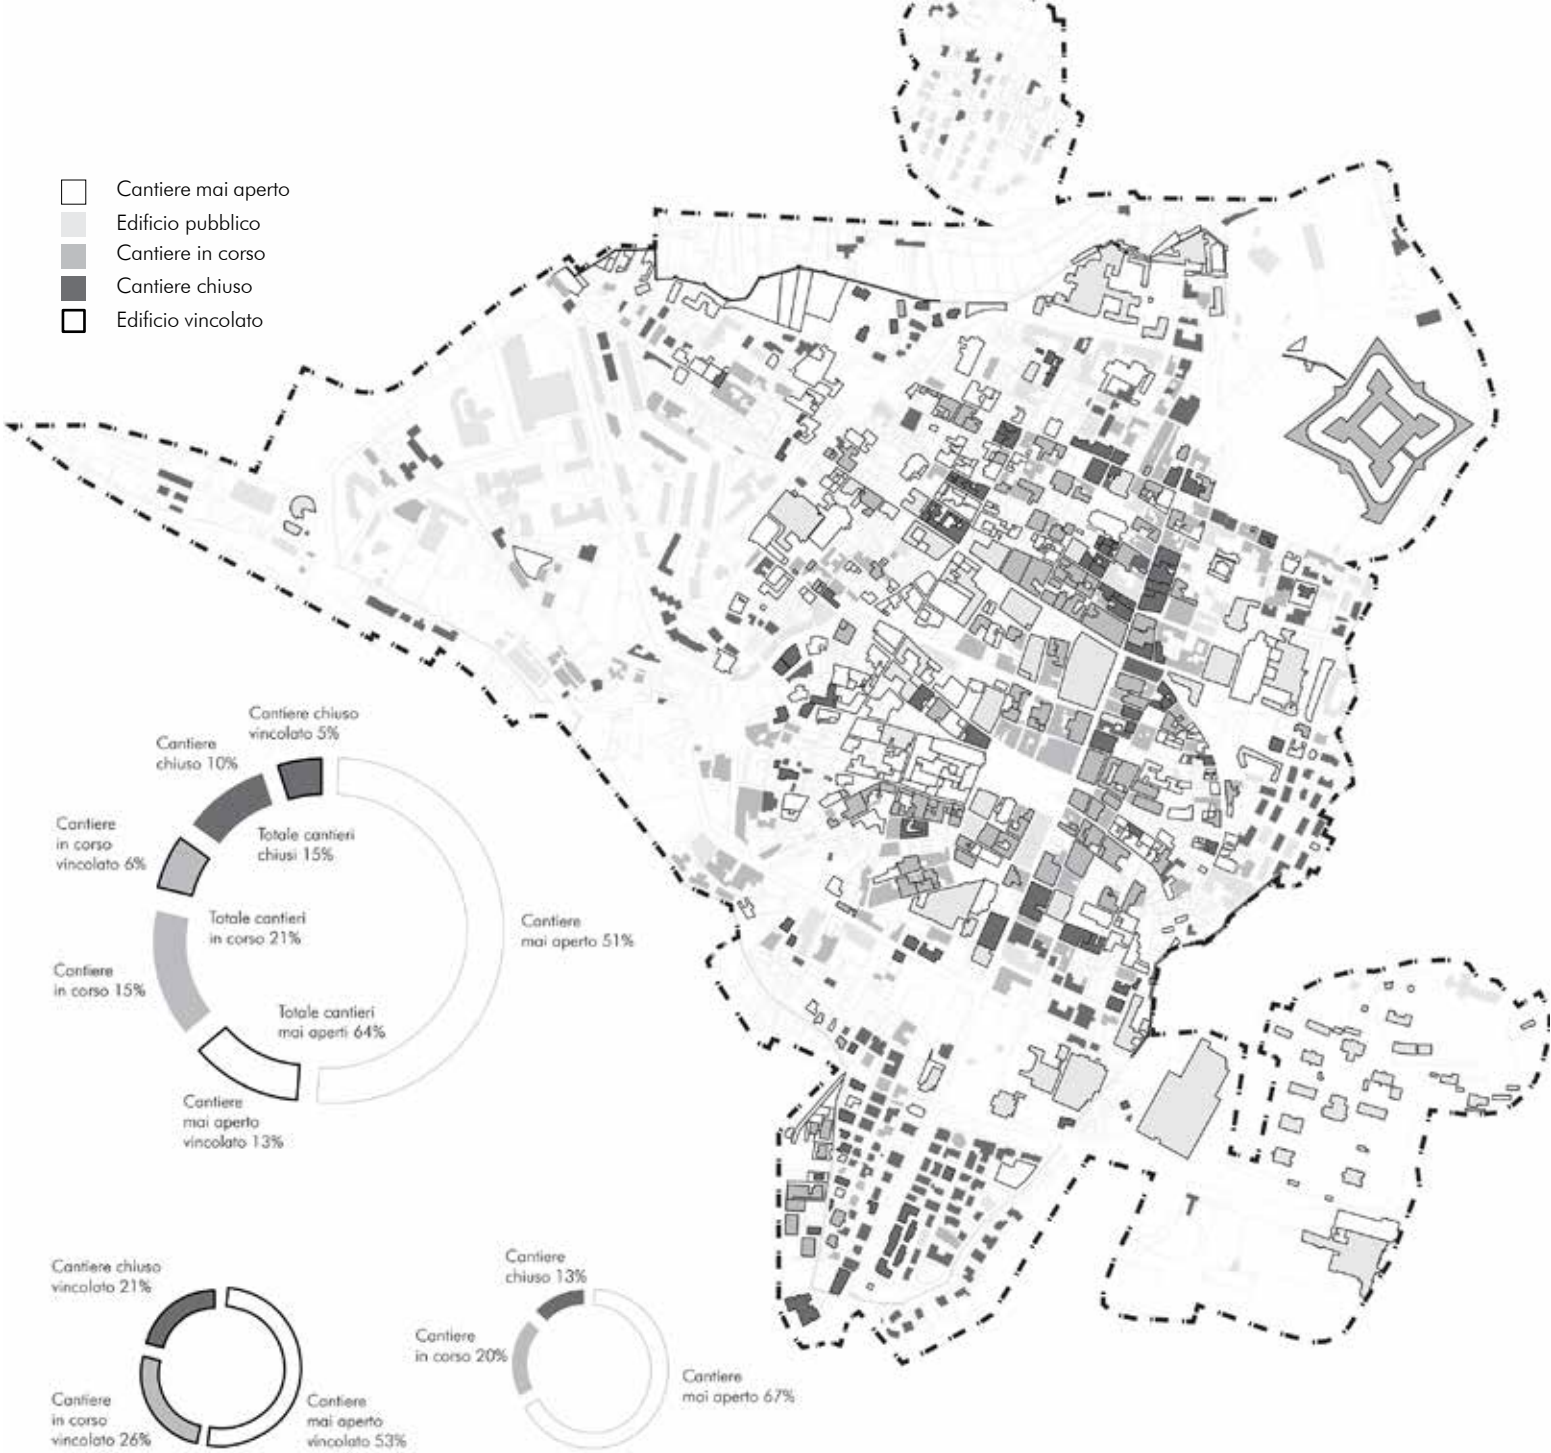 Cantiere mai aperto
Edificio pubblico
Cantiere in corso
Cantiere chiuso
Edificio vincolato
Cantiere chiuso
vincolato 5%
Cantiere
chiuso 10%
Totale cantieri
chiusi 15%
Cantiere
in corso
vincolato 6%
Totale cantieri
in corso 21%
Cantiere
mai aperto 51%
Cantiere
in corso 15%
Totale cantieri
mai aperti 64%
Cantiere
mai aperto
vincolato 13%
Cantiere chiuso
vincolato 21%
Cantiere
in corso
vincolato 26%
Cantiere
mai aperto
vincolato 53%
Cantiere
chiuso 13%
Cantiere
in corso 20%
Cantiere
mai aperto 67%